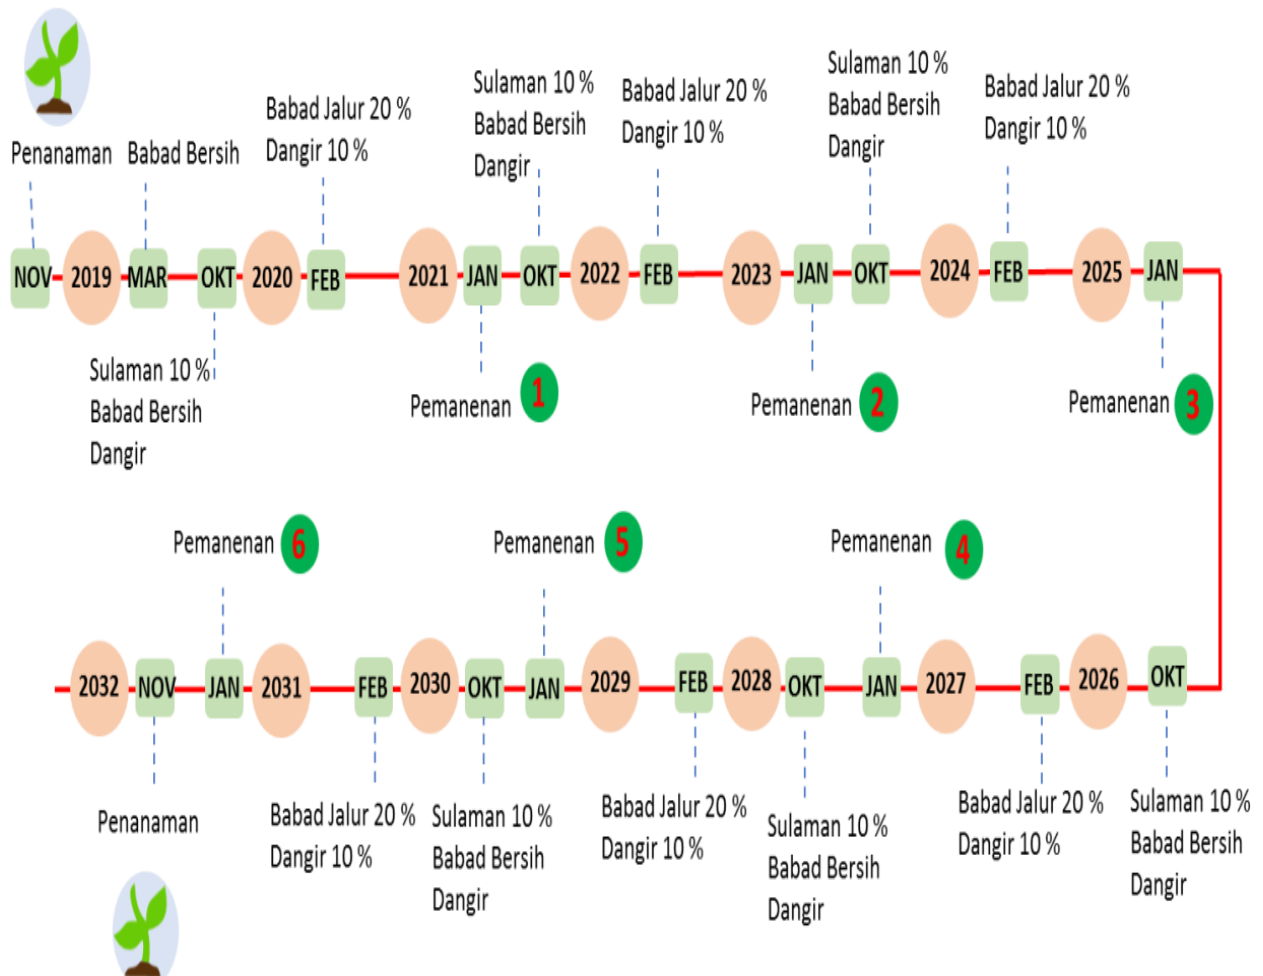 Penanaman
Babad Bersih
Babad Jalur 20 %
Dangir 10 %
Sulaman 10 %
Babad Bersih
Dangir
Babad Jalur 20 %
Dangir 10 %
Sulaman 10 %
Babad Bersih
Dangir
Babad Jalur 20 %
Dangir 10 %
NOV 2019 MAR OKT 2020 FEB 2021 JAN OKT 2022 FEB 2023 JAN OKT 2024 FEB 2025 JAN
Sulaman 10 %
Babad Bersih
Dangir
Pemanenan 1
Pemanenan 2
Pemanenan 3
Pemanenan 6
Pemanenan 5
Pemanenan 4
2032 NOV JAN 2031 FEB 2030 OKT JAN 2029 FEB 2028 OKT JAN 2027 FEB 2026 OKT
Penanaman
Babad Jalur 20 %
Dangir 10 %
Sulaman 10 %
Babad Bersih
Dangir
Babad Jalur 20 %
Dangir 10 %
Sulaman 10 %
Babad Bersih
Dangir
Babad Jalur 20 %
Dangir 10 %
Sulaman 10 %
Babad Bersih
Dangir